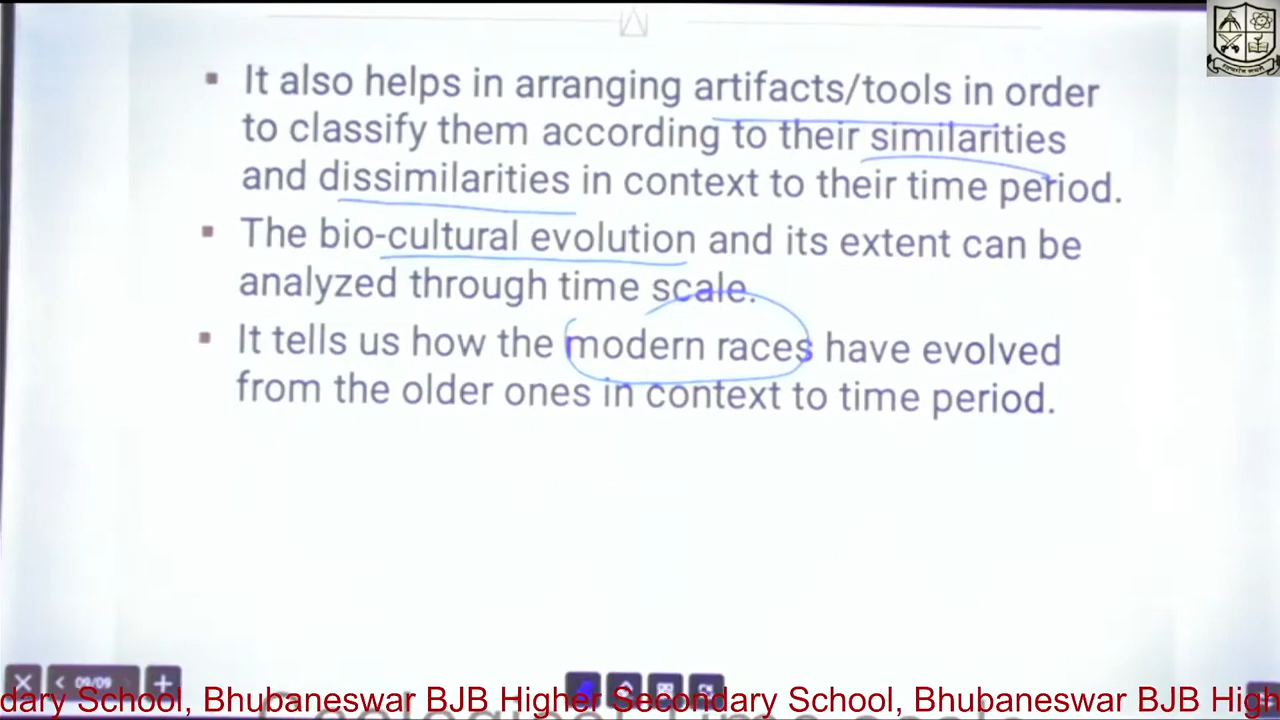 It also helps in arranging artifacts/tools in order
to classify them according to their similarities
and dissimilarities in context to their time period.
The bio-cultural evolution and its extent can be
analyzed through time scale.
It tells us how the modern races have evolved
from the older ones in context to time period.
09/09
dary School, Bhubaneswar BJB Higher Secondary School, Bhubaneswar BJB High